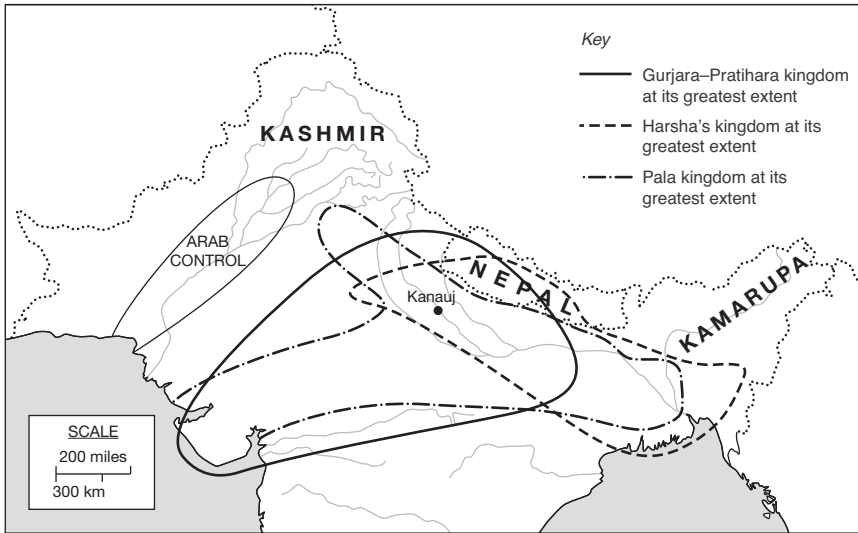 Key
Gurjara–Pratihara kingdom
at its greatest extent
Harsha's kingdom at its
greatest extent
Pala kingdom at its
greatest extent
KASHMIR
ARAB
CONTROL
NEPAL
Kanauj
KAMARUPA
SCALE
200 miles
300 km